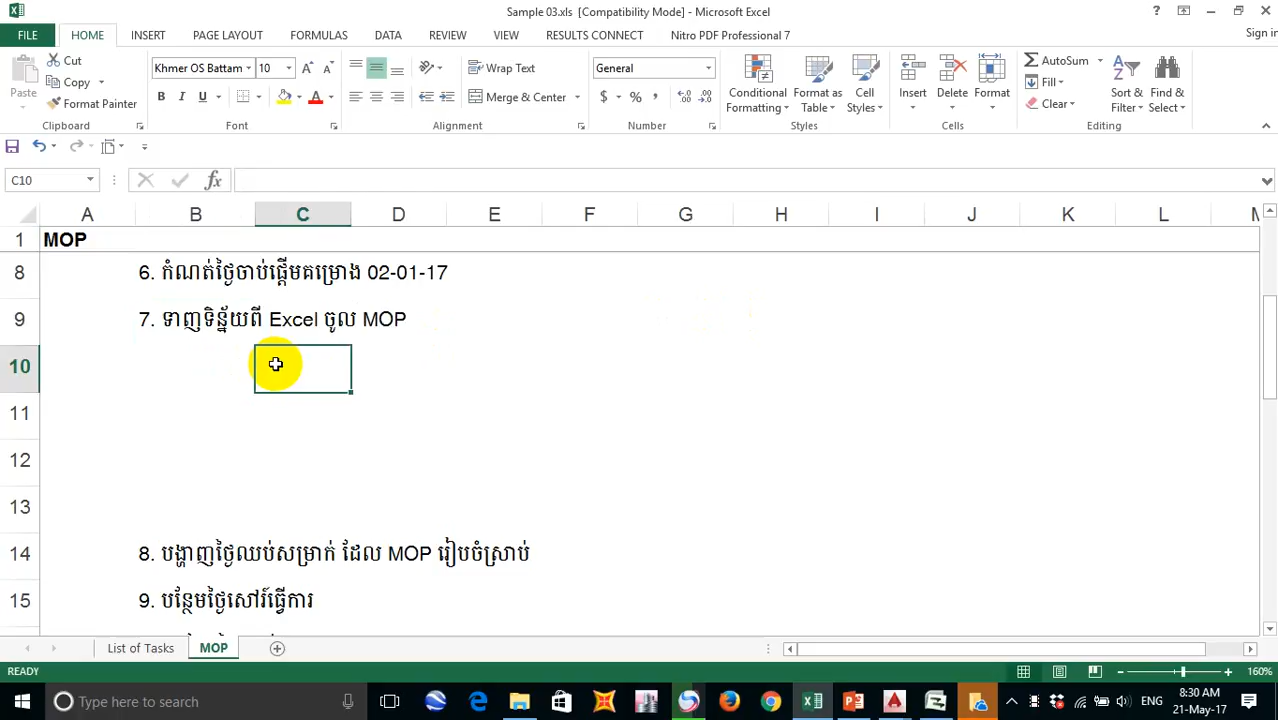 Sample 03.xls [Compatibility Mode] - Microsoft Excel
FILE HOME INSERT PAGE LAYOUT FORMULAS DATA REVIEW VIEW RESULTS CONNECT Nitro PDF Professional 7 Sign in
Paste Cut Copy Format Painter
Khmer OS Battam 10
Wrap Text Merge & Center
General
Conditional Formatting Format as Table Cell Styles
Insert Delete Format
AutoSum Fill Clear Sort & Filter Find & Select
Clipboard Font Alignment Number Styles Cells Editing
C10 fx
A B C D E F G H I J K L M
1 MOP
8 6. កំណត់ថ្ងៃចាប់ផ្តើមគម្រោង 02-01-17
9 7. ទាញទិន្ន័យពី Excel ចូល MOP
10
11
12
13
14 8. បង្ហាញថ្ងៃឈប់សម្រាក់ ដែល MOP រៀបចំស្រាប់
15 9. បន្ថែមថ្ងៃសៅរ៍ធ្វើការ
List of Tasks MOP
READY 160%
Type here to search ENG 8:30 AM
21-May-17